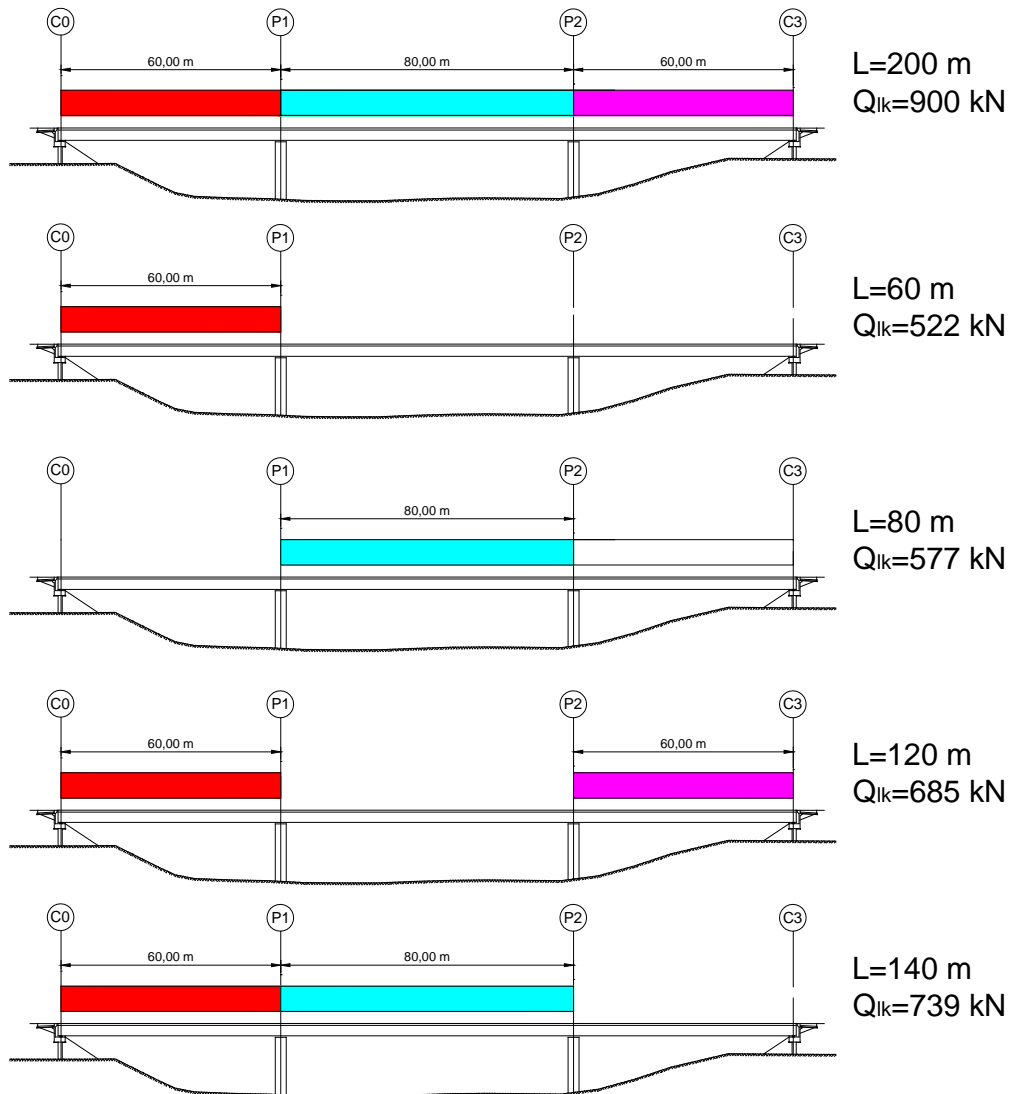 C0 P1 P2 C3
60,00 m 80,00 m 60,00 m
L=200 m
Qlk=900 kN
C0 P1 P2 C3
60,00 m
L=60 m
Qlk=522 kN
C0 P1 P2 C3
80,00 m
L=80 m
Qlk=577 kN
C0 P1 P2 C3
60,00 m 60,00 m
L=120 m
Qlk=685 kN
C0 P1 P2 C3
60,00 m 80,00 m
L=140 m
Qlk=739 kN